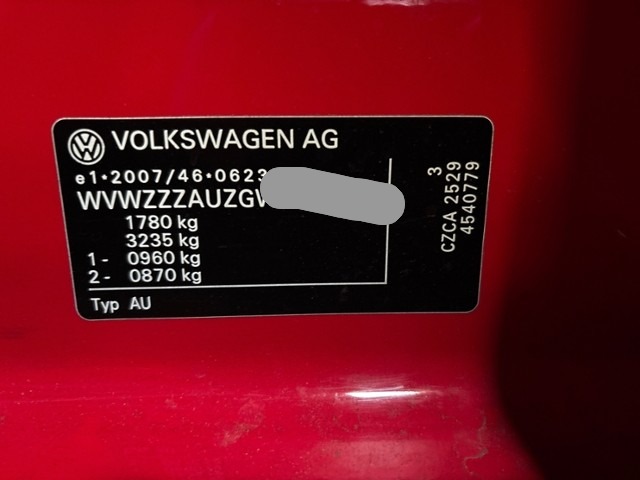 VOLKSWAGEN AG
e1*2007/46*0623
WVWZZZAUZGW
1780 kg
3235 kg
1- 0960 kg
2- 0870 kg
Typ AU
3
CZCA 2529
4540779